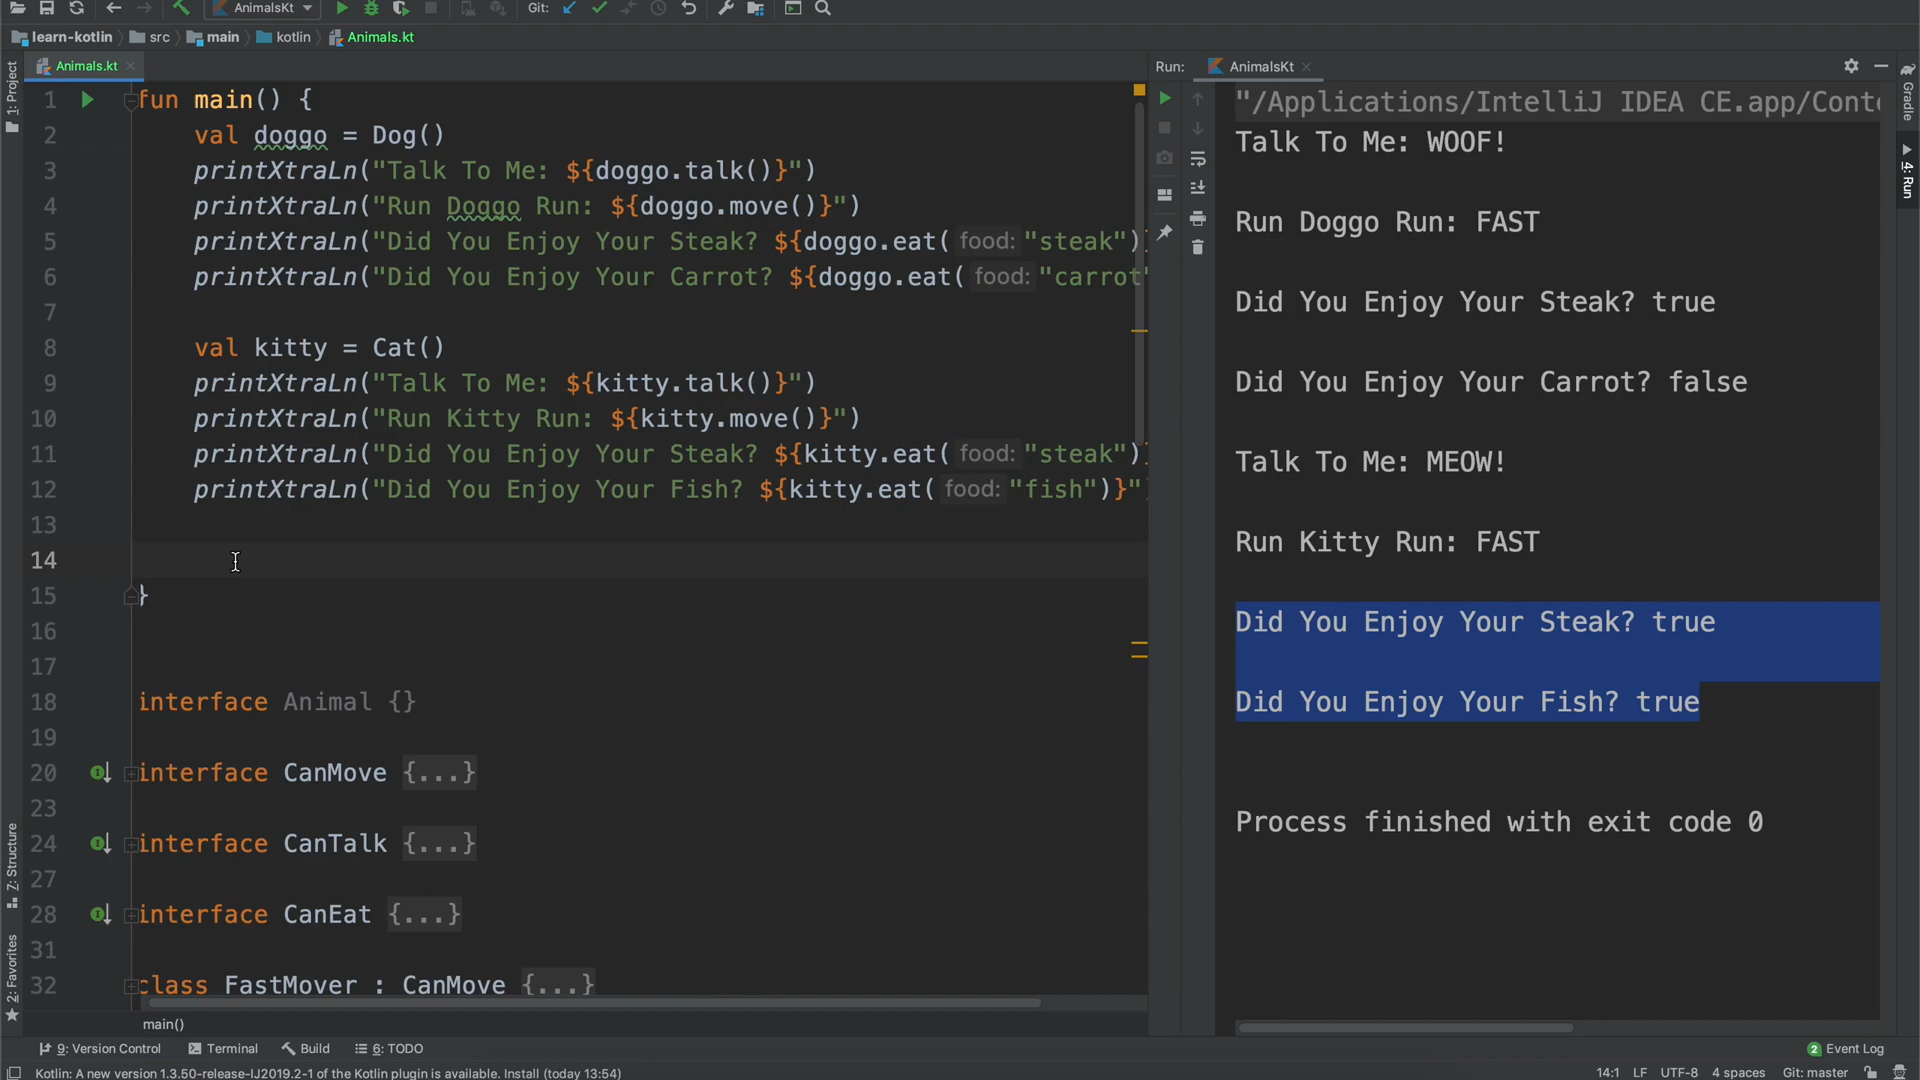 AnimalsKt
Git:
learn-kotlin
src
main
kotlin
Animals.kt
1: Project
Animals.kt
1 fun main() {
2 val doggo = Dog()
3 printXtraLn("Talk To Me: ${doggo.talk()}")
4 printXtraLn("Run Doggo Run: ${doggo.move()}")
5 printXtraLn("Did You Enjoy Your Steak? ${doggo.eat( food: "steak")
6 printXtraLn("Did You Enjoy Your Carrot? ${doggo.eat( food: "carrot"
7
8 val kitty = Cat()
9 printXtraLn("Talk To Me: ${kitty.talk()}")
10 printXtraLn("Run Kitty Run: ${kitty.move()}")
11 printXtraLn("Did You Enjoy Your Steak? ${kitty.eat( food: "steak")
12 printXtraLn("Did You Enjoy Your Fish? ${kitty.eat( food: "fish")}"
13
14
15 }
16
17
18 interface Animal {}
19
20 interface CanMove {...}
23
24 interface CanTalk {...}
27
28 interface CanEat {...}
31
32 class FastMover : CanMove {...}
main()
Z: Structure
2: Favorites
Run:
AnimalsKt
"/Applications/IntelliJ IDEA CE.app/Conte
Talk To Me: WOOF!
Run Doggo Run: FAST
Did You Enjoy Your Steak? true
Did You Enjoy Your Carrot? false
Talk To Me: MEOW!
Run Kitty Run: FAST
Did You Enjoy Your Steak? true
Did You Enjoy Your Fish? true
Process finished with exit code 0
Gradle
4: Run
9: Version Control
Terminal
Build
6: TODO
2 Event Log
Kotlin: A new version 1.3.50-release-IJ2019.2-1 of the Kotlin plugin is available. Install (today 13:54)
14:1
LF
UTF-8
4 spaces
Git: master